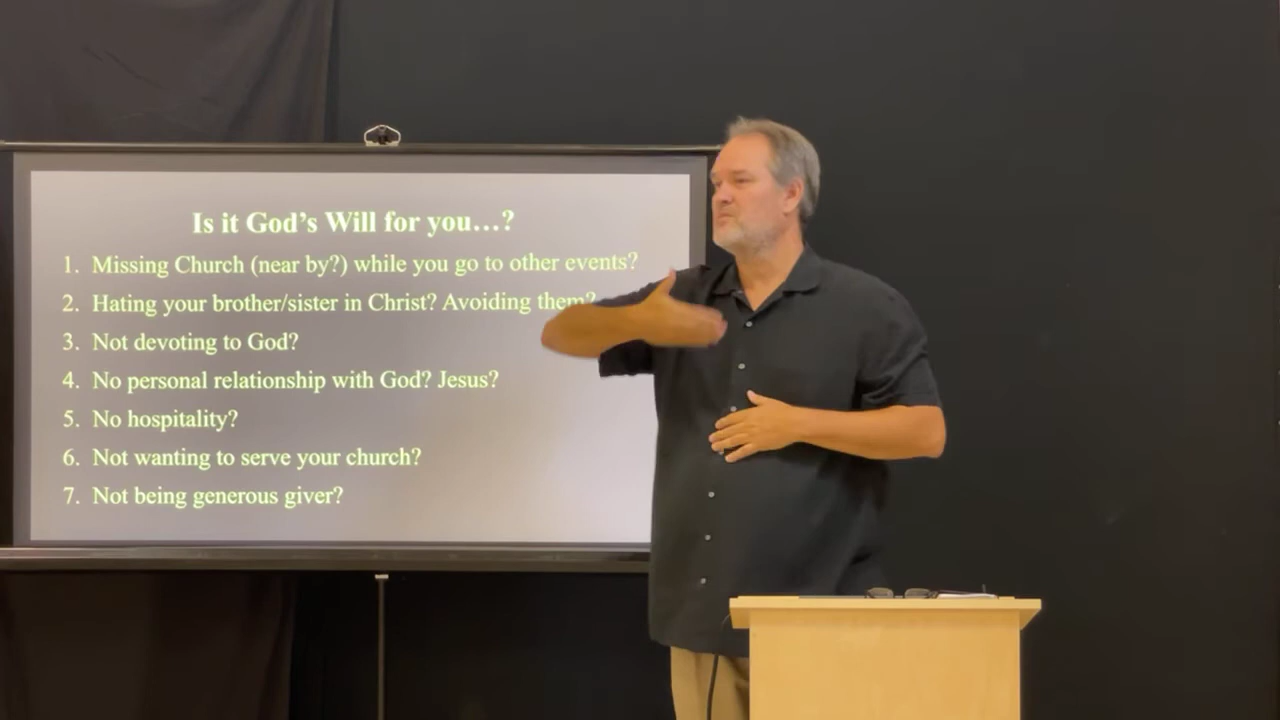 Is it God's Will for you…?
1. Missing Church (near by?) while you go to other events?
2. Hating your brother/sister in Christ? Avoiding them?
3. Not devoting to God?
4. No personal relationship with God? Jesus?
5. No hospitality?
6. Not wanting to serve your church?
7. Not being generous giver?